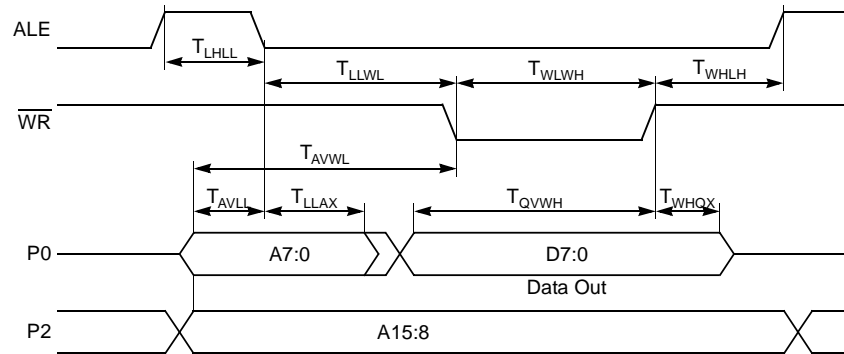 ALE
TLHLL
TLLWL
TWLWH
TWHLH
WR
TAVWL
TAVLL
TLLAX
TQVWH
TWHQX
P0
A7:0
D7:0
Data Out
P2
A15:8